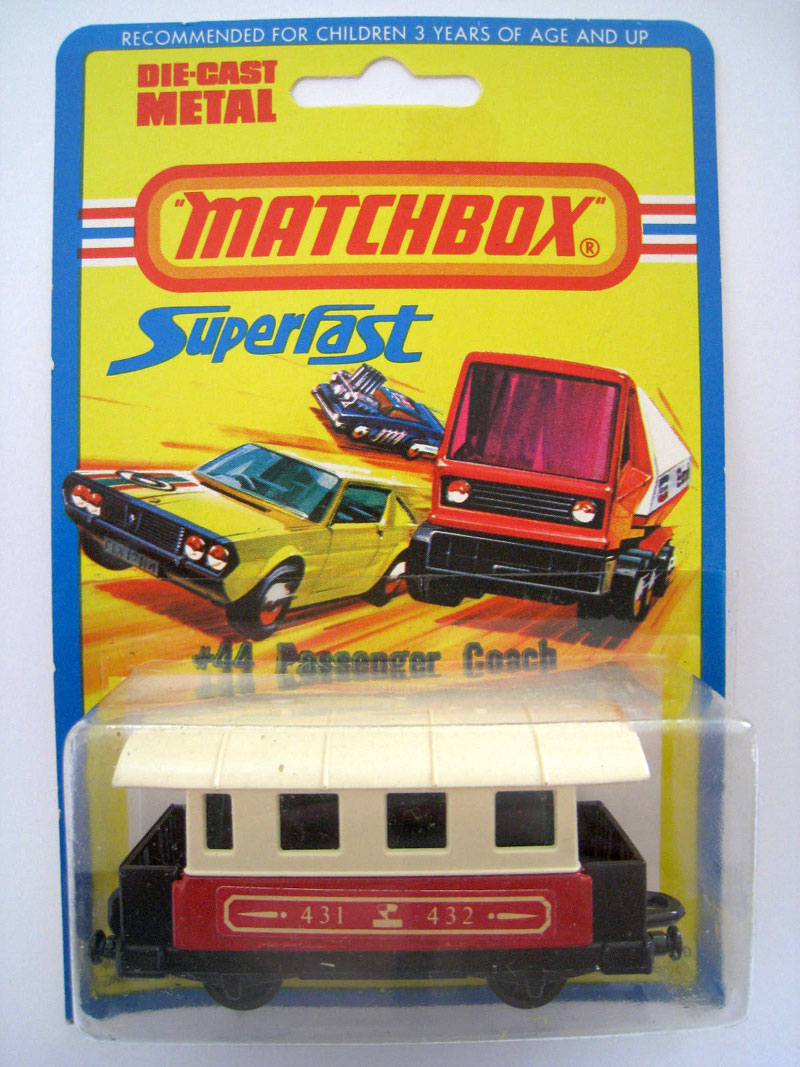 RECOMMENDED FOR CHILDREN 3 YEARS OF AGE AND UP
DIE-CAST
METAL
"MATCHBOX"®
Superfast
#44 Passenger Coach
431 432